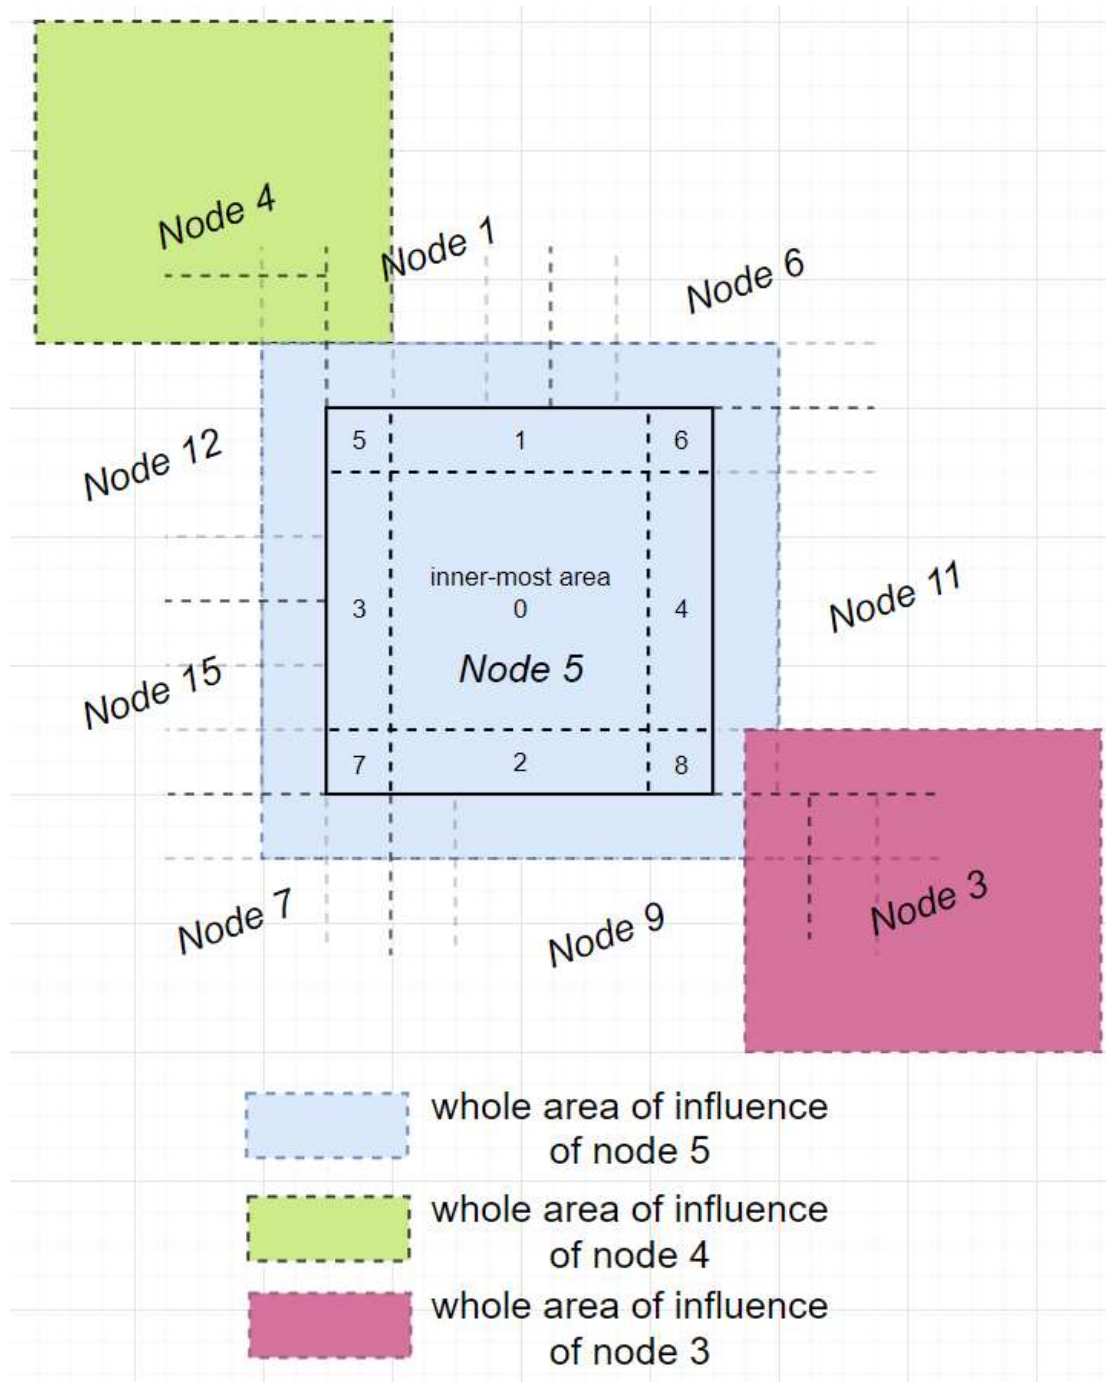 Node 4
Node 1
Node 6
Node 12
5
1
6
inner-most area
3
0
4
Node 11
Node 5
Node 15
7
2
8
Node 7
Node 9
Node 3
whole area of influence
of node 5
whole area of influence
of node 4
whole area of influence
of node 3